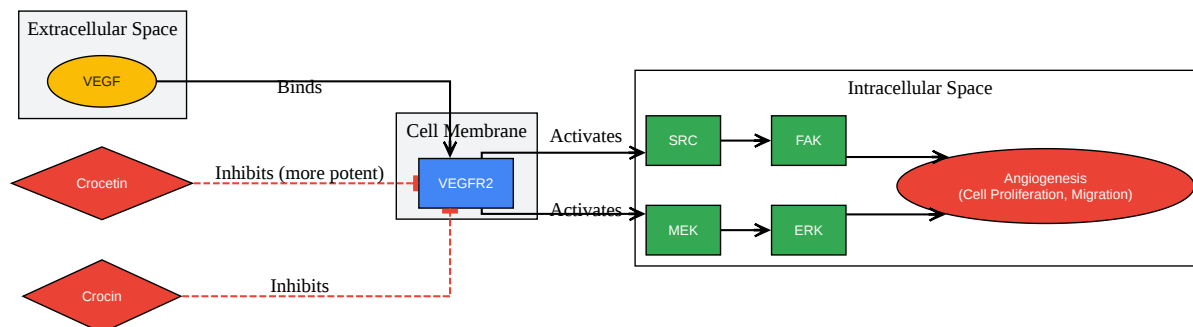 Extracellular Space
VEGF
Binds
Cell Membrane
VEGFR2
Crocetin
Inhibits (more potent)
Crocin
Inhibits
Activates
Activates
Intracellular Space
SRC
FAK
MEK
ERK
Angiogenesis
(Cell Proliferation, Migration)